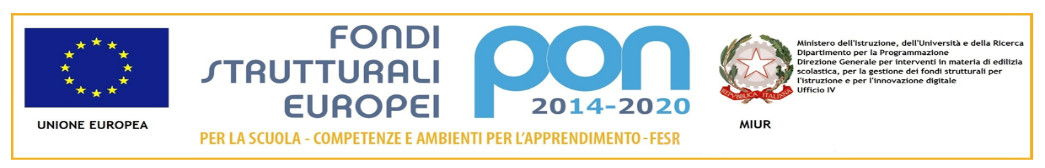 UNIONE EUROPEA
FONDI
STRUTTURALI
EUROPEI
pon
2014-2020
PER LA SCUOLA - COMPETENZE E AMBIENTI PER L'APPRENDIMENTO-FESR
REPVBBLICA ITALIANA
MIUR
Ministero dell'Istruzione, dell'Università e della Ricerca
Dipartimento per la Programmazione
Direzione Generale per interventi in materia di edilizia
scolastica, per la gestione dei fondi strutturali per
l'istruzione e per l'innovazione digitale
Ufficio IV